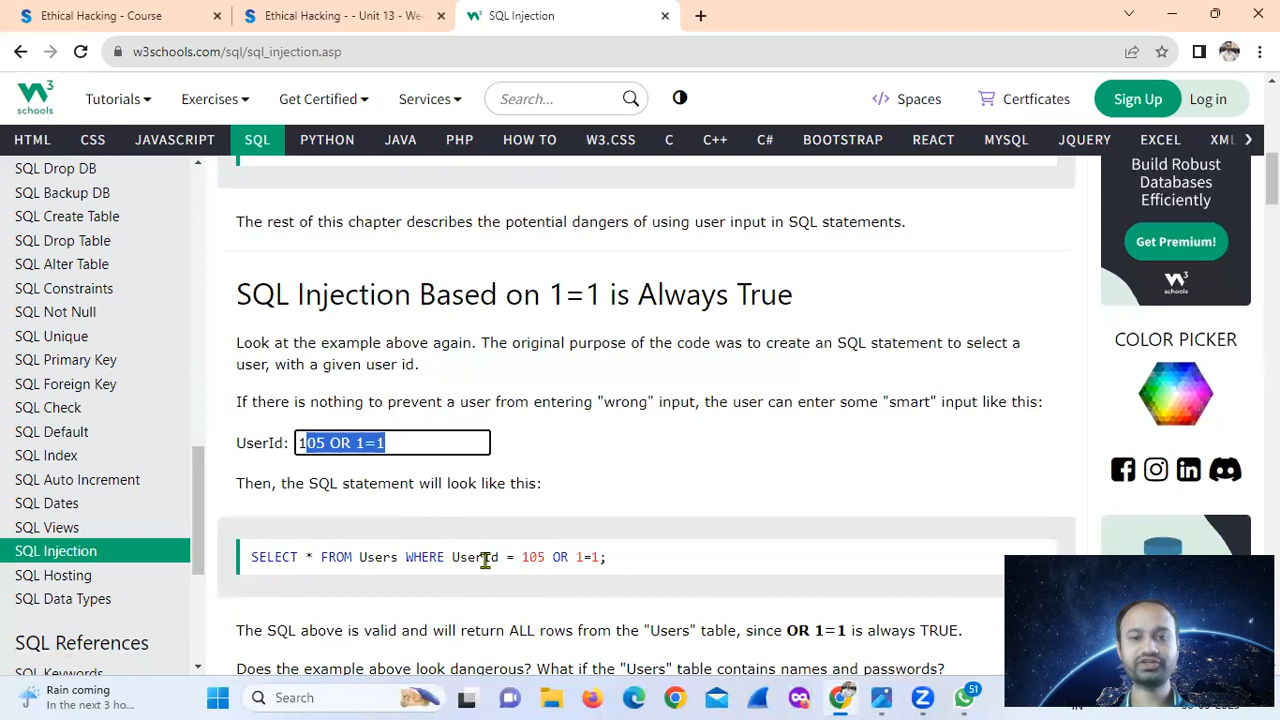 Ethical Hacking - Course
Ethical Hacking - - Unit 13 - We
SQL Injection
w3schools.com/sql/sql_injection.asp
W3
schools
Tutorials
Exercises
Get Certified
Services
Search...
Spaces
Certficates
Sign Up
Log in
HTML
CSS
JAVASCRIPT
SQL
PYTHON
JAVA
PHP
HOW TO
W3.CSS
C
C++
C#
BOOTSTRAP
REACT
MYSQL
JQUERY
EXCEL
XML
SQL Drop DB
SQL Backup DB
SQL Create Table
SQL Drop Table
SQL Alter Table
SQL Constraints
SQL Not Null
SQL Unique
SQL Primary Key
SQL Foreign Key
SQL Check
SQL Default
SQL Index
SQL Auto Increment
SQL Dates
SQL Views
SQL Injection
SQL Hosting
SQL Data Types
SQL References
SQL Keywords
The rest of this chapter describes the potential dangers of using user input in SQL statements.
SQL Injection Based on 1=1 is Always True
Look at the example above again. The original purpose of the code was to create an SQL statement to select a
user, with a given user id.
If there is nothing to prevent a user from entering "wrong" input, the user can enter some "smart" input like this:
UserId: 105 OR 1=1
Then, the SQL statement will look like this:
SELECT * FROM Users WHERE UserId = 105 OR 1=1;
The SQL above is valid and will return ALL rows from the "Users" table, since OR 1=1 is always TRUE.
Does the example above look dangerous? What if the "Users" table contains names and passwords?
Build Robust
Databases
Efficiently
Get Premium!
W3
COLOR PICKER
Rain coming
In the next 3 ho...
Search
51